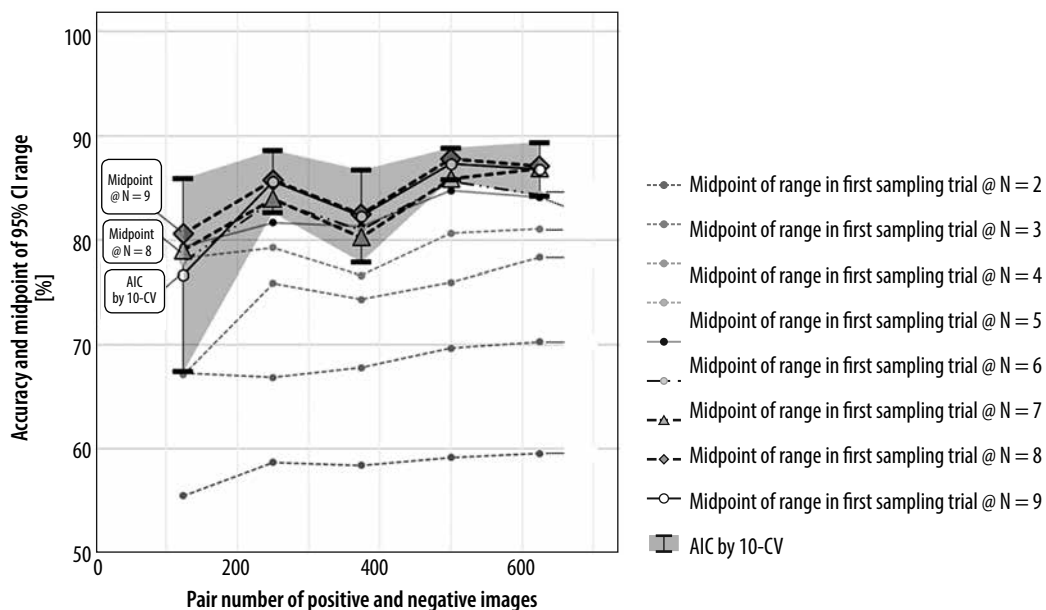 100
90
80
70
60
50
0
200
400
600
Accuracy and midpoint of 95% CI range
[%]
Pair number of positive and negative images
Midpoint
@ N = 9
Midpoint
@ N = 8
AIC
by 10-CV
Midpoint of range in first sampling trial @ N = 2
Midpoint of range in first sampling trial @ N = 3
Midpoint of range in first sampling trial @ N = 4
Midpoint of range in first sampling trial @ N = 5
Midpoint of range in first sampling trial @ N = 6
Midpoint of range in first sampling trial @ N = 7
Midpoint of range in first sampling trial @ N = 8
Midpoint of range in first sampling trial @ N = 9
AIC by 10-CV